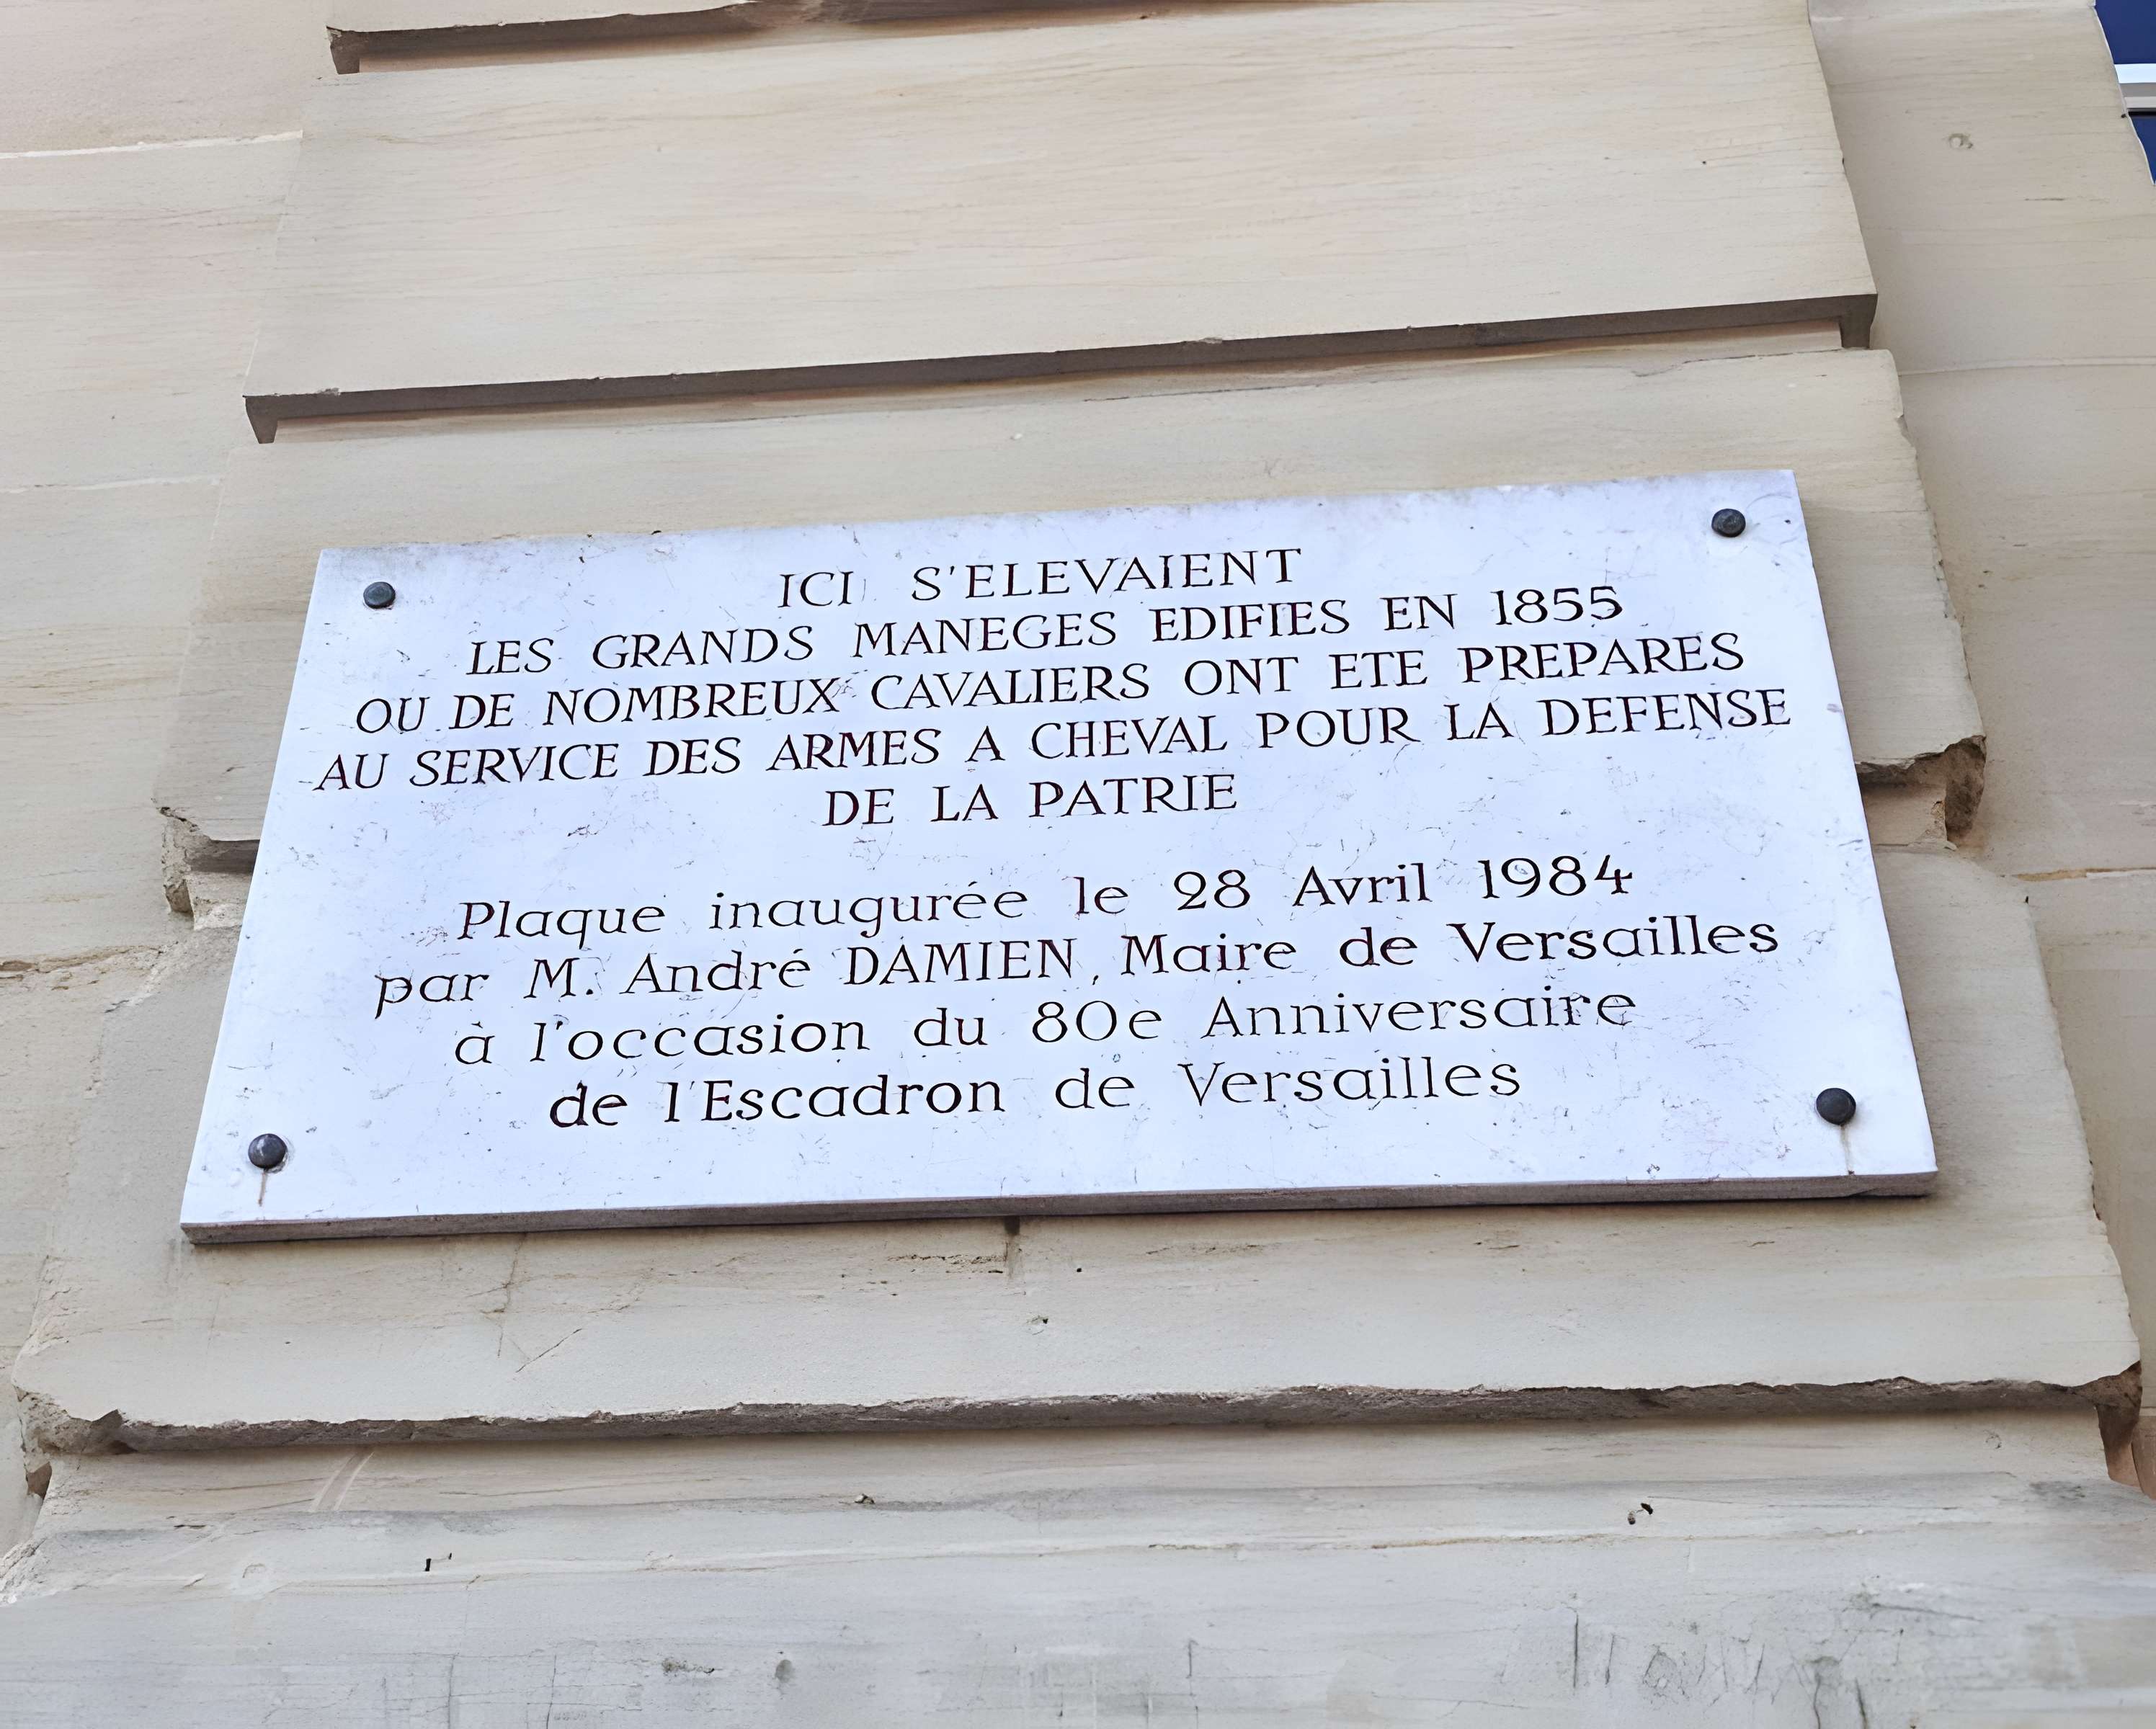 ICI S'ELEVAIENT
LES GRANDS MANEGES EDIFIES EN 1855
OU DE NOMBREUX CAVALIERS ONT ETE PREPARES
AU SERVICE DES ARMES A CHEVAL POUR LA DEFENSE
DE LA PATRIE
Plaque inaugurée le 28 Avril 1984
par M. André DAMIEN, Maire de Versailles
à l'occasion du 80e Anniversaire
de l'Escadron de Versailles